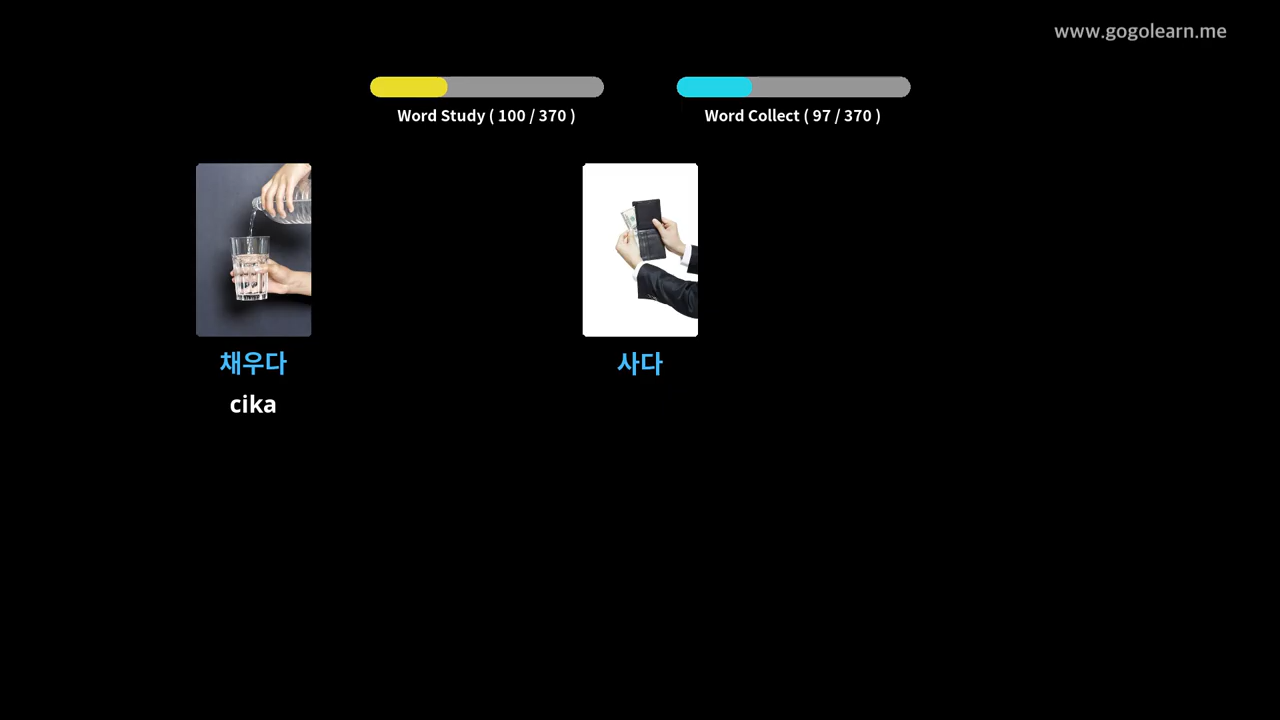 www.gogolearn.me
Word Study ( 100 / 370 )
Word Collect ( 97 / 370 )
채우다
사다
cika